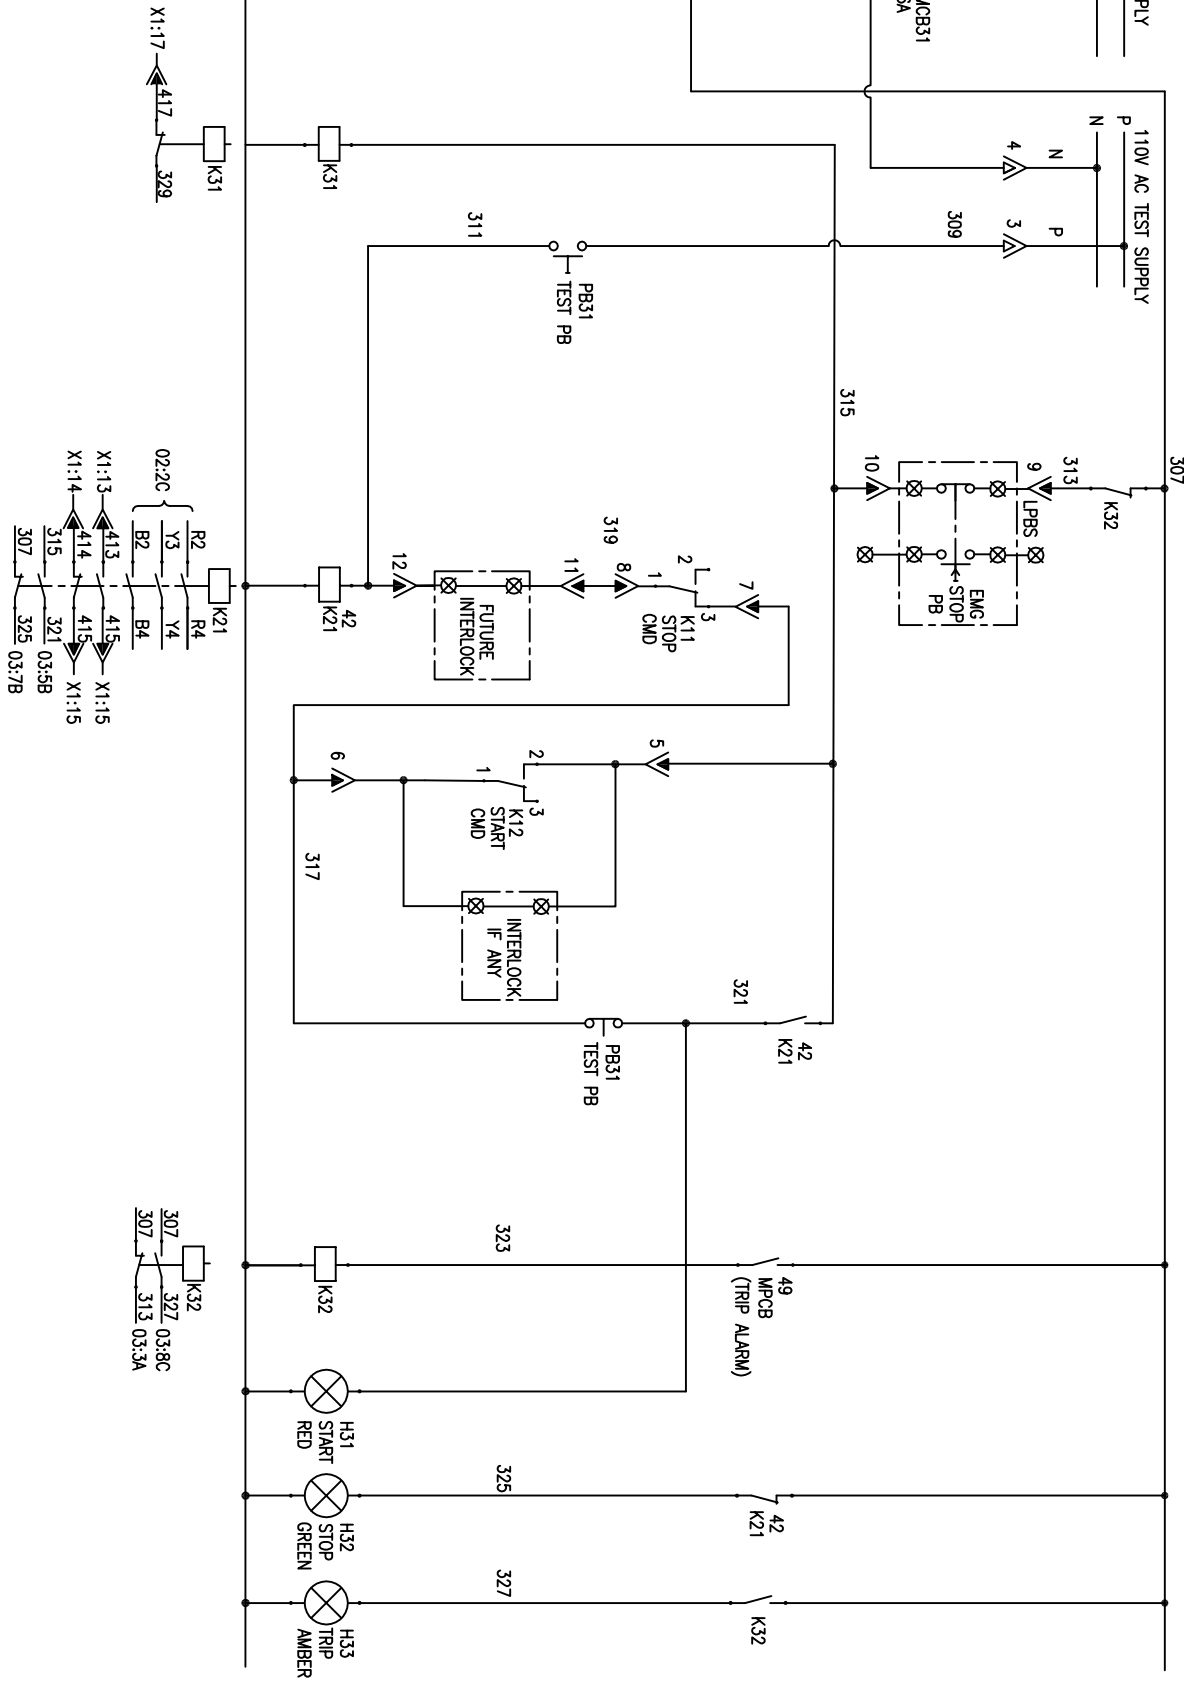 PPLY
MCB31
6A
110V AC TEST SUPPLY
P
N
N
4
P
3
309
307
313
K32
9
LPBS
EMG
STOP
PB
10
315
311
PB31
TEST PB
K31
7
2
3
K11
STOP
CMD
1
8
319
11
FUTURE
INTERLOCK
12
42
K21
5
2
3
K12
START
CMD
1
6
317
INTERLOCK
IF ANY
321
42
K21
PB31
TEST PB
49
MPCB
(TRIP ALARM)
323
K32
H31
START
RED
42
K21
325
H32
STOP
GREEN
K32
327
H33
TRIP
AMBER
X1:17
417
329
K31
K21
R2
R4
Y3
Y4
B2
B4
02:2C
X1:13
413
415
X1:15
X1:14
414
415
X1:15
315
321
03:5B
307
325
03:7B
K32
307
327
03:8C
307
313
03:3A